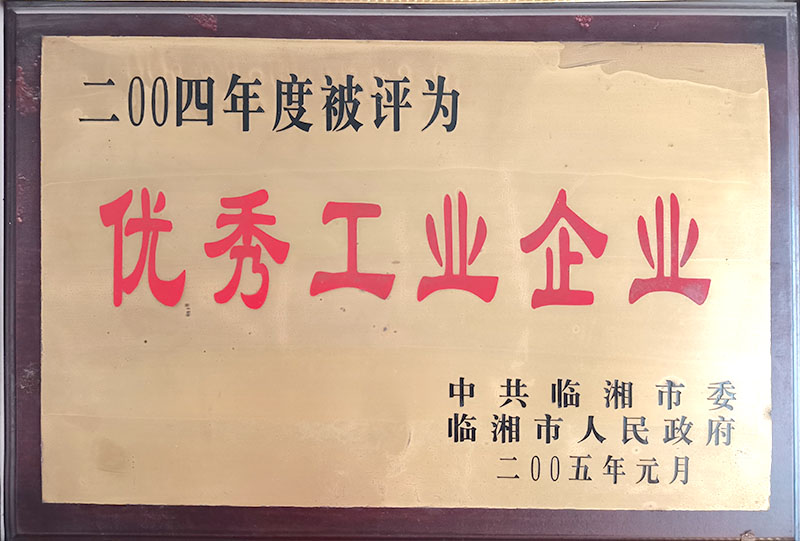 二00四年度被评为
优秀工业企业
中共临湘市委
临湘市人民政府
二00五年元月